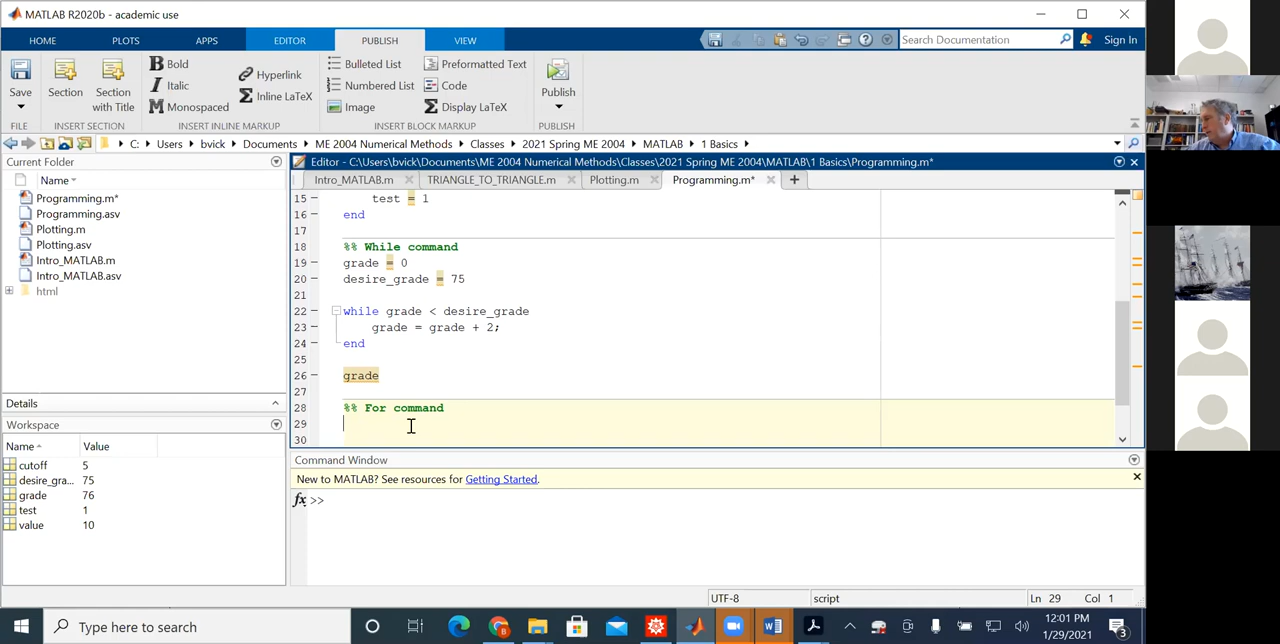 MATLAB R2020b - academic use
HOME PLOTS APPS EDITOR PUBLISH VIEW Search Documentation Sign In
Save
Section
Section with Title
B Bold
I Italic
M Monospaced
Hyperlink
Σ Inline LaTeX
Bulleted List
Numbered List
Image
Preformatted Text
Code
Σ Display LaTeX
Publish
FILE INSERT SECTION INSERT INLINE MARKUP INSERT BLOCK MARKUP PUBLISH
C: Users bvick Documents ME 2004 Numerical Methods Classes 2021 Spring ME 2004 MATLAB 1 Basics
Current Folder
Name
Programming.m*
Programming.asv
Plotting.m
Plotting.asv
Intro_MATLAB.m
Intro_MATLAB.asv
html
Details
Workspace
Name Value
cutoff 5
desire_gra... 75
grade 76
test 1
value 10
Editor - C:\Users\bvick\Documents\ME 2004 Numerical Methods\Classes\2021 Spring ME 2004\MATLAB\1 Basics\Programming.m*
Intro_MATLAB.m TRIANGLE_TO_TRIANGLE.m Plotting.m Programming.m*
15 test = 1
16 end
17
18 %% While command
19 grade = 0
20 desire_grade = 75
21
22 while grade < desire_grade
23 grade = grade + 2;
24 end
25
26 grade
27
28 %% For command
29
30
Command Window
New to MATLAB? See resources for Getting Started.
fx >>
UTF-8 script Ln 29 Col 1
Type here to search
12:01 PM
1/29/2021
3